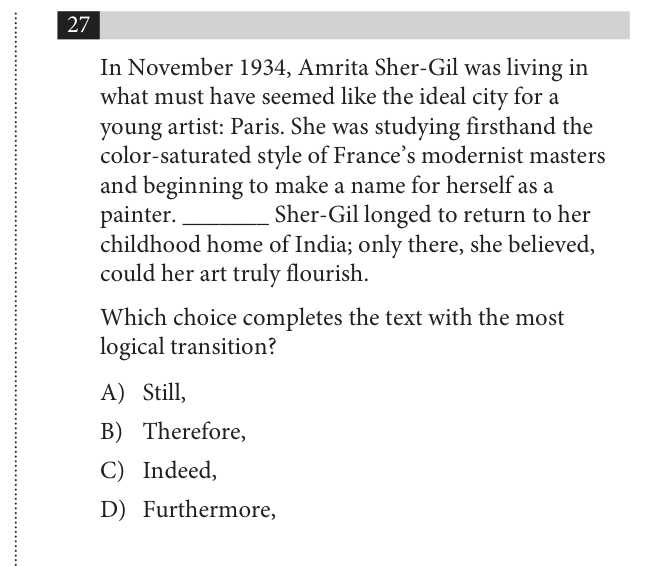 27
In November 1934, Amrita Sher-Gil was living in
what must have seemed like the ideal city for a
young artist: Paris. She was studying firsthand the
color-saturated style of France’s modernist masters
and beginning to make a name for herself as a
painter. _______ Sher-Gil longed to return to her
childhood home of India; only there, she believed,
could her art truly flourish.
Which choice completes the text with the most
logical transition?
A) Still,
B) Therefore,
C) Indeed,
D) Furthermore,